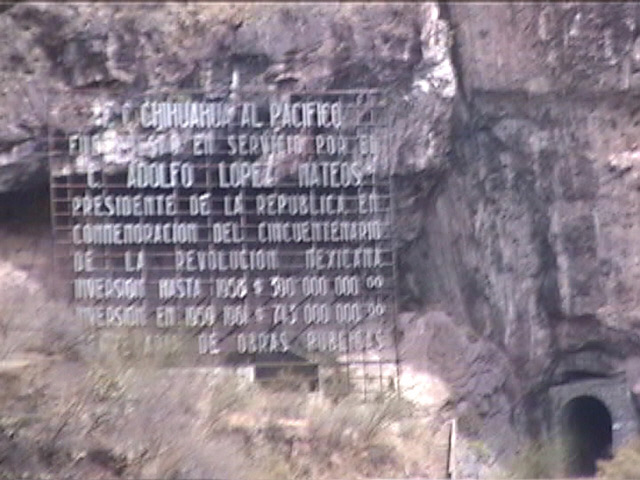 F. C. CHIHUAHUA AL PACIFICO
EN SERVICIO POR EL
C. ADOLFO LOPEZ MATEOS
PRESIDENTE DE LA REPUBLICA EN
CONMEMORACION DEL CINCUENTENARIO
DE LA REVOLUCION MEXICANA
INVERSION HASTA 1958 $ 390 000 000 00
INVERSION EN 1959 1961 $ 743 000 000 00
DE OBRAS PUBLICAS